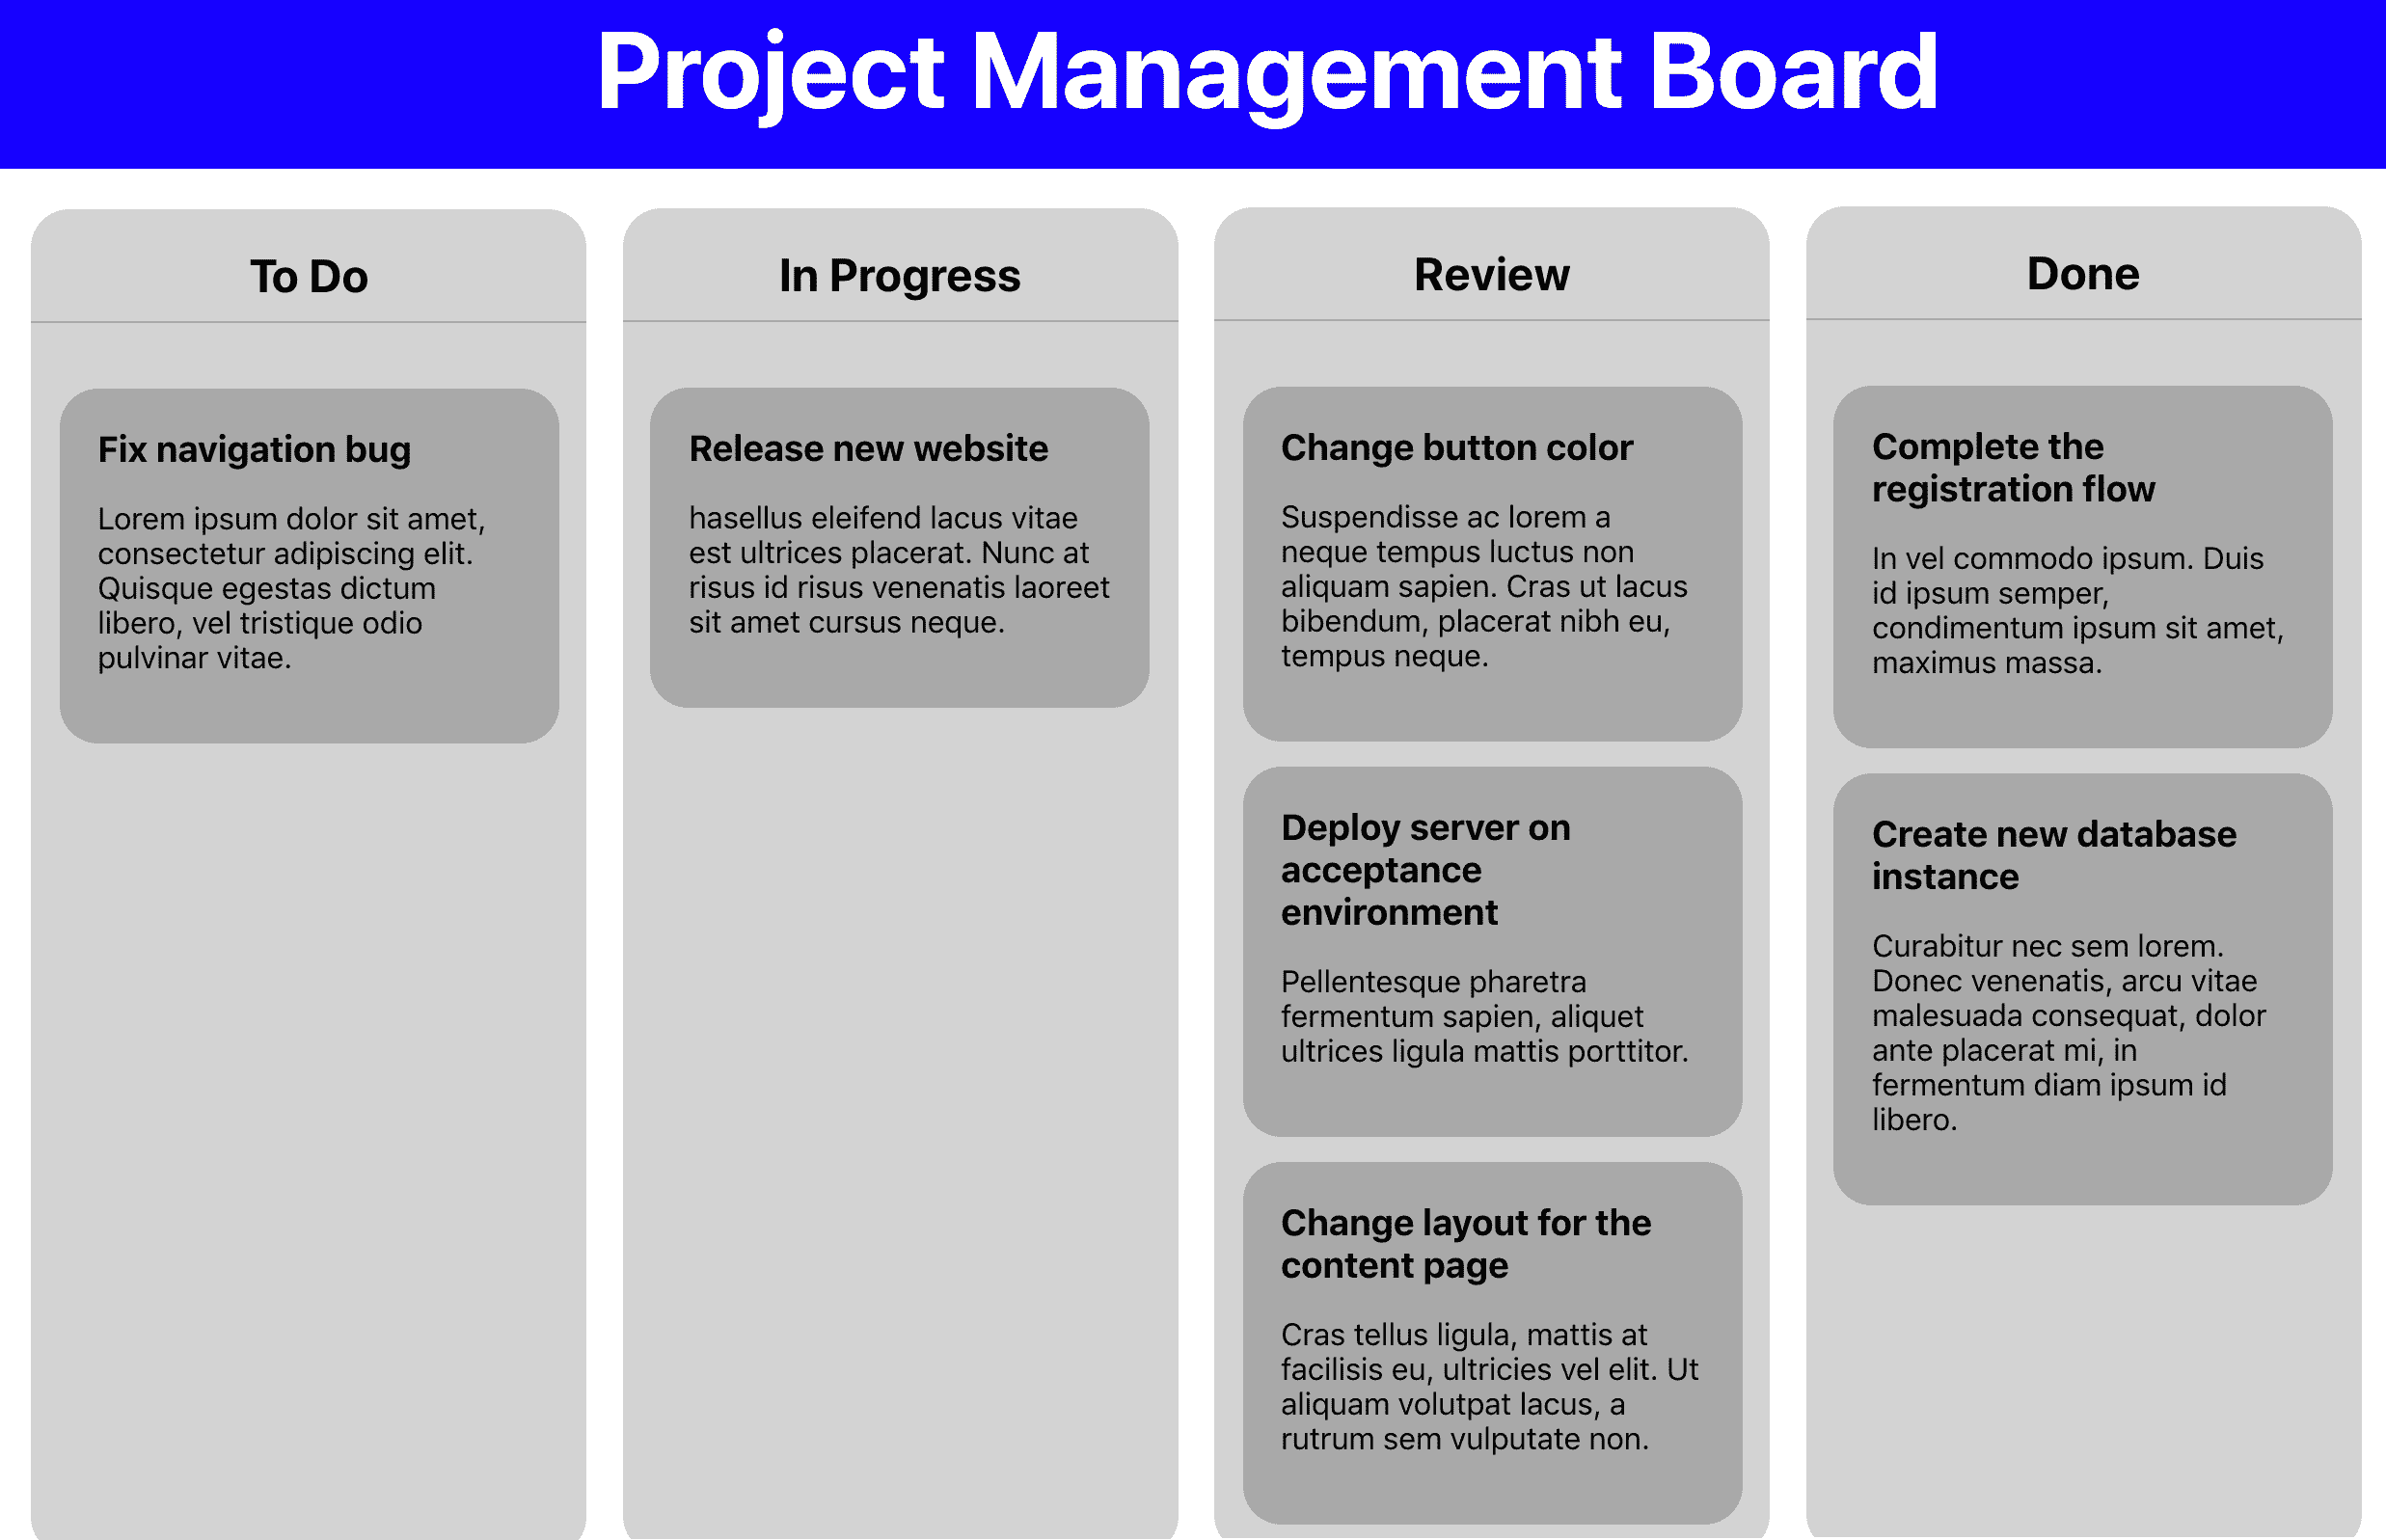 Project Management Board
To Do
Fix navigation bug
Lorem ipsum dolor sit amet,
consectetur adipiscing elit.
Quisque egestas dictum
libero, vel tristique odio
pulvinar vitae.
In Progress
Release new website
hasellus eleifend lacus vitae
est ultrices placerat. Nunc at
risus id risus venenatis laoreet
sit amet cursus neque.
Review
Change button color
Suspendisse ac lorem a
neque tempus luctus non
aliquam sapien. Cras ut lacus
bibendum, placerat nibh eu,
tempus neque.
Deploy server on
acceptance
environment
Pellentesque pharetra
fermentum sapien, aliquet
ultrices ligula mattis porttitor.
Change layout for the
content page
Cras tellus ligula, mattis at
facilisis eu, ultricies vel elit. Ut
aliquam volutpat lacus, a
rutrum sem vulputate non.
Done
Complete the
registration flow
In vel commodo ipsum. Duis
id ipsum semper,
condimentum ipsum sit amet,
maximus massa.
Create new database
instance
Curabitur nec sem lorem.
Donec venenatis, arcu vitae
malesuada consequat, dolor
ante placerat mi, in
fermentum diam ipsum id
libero.